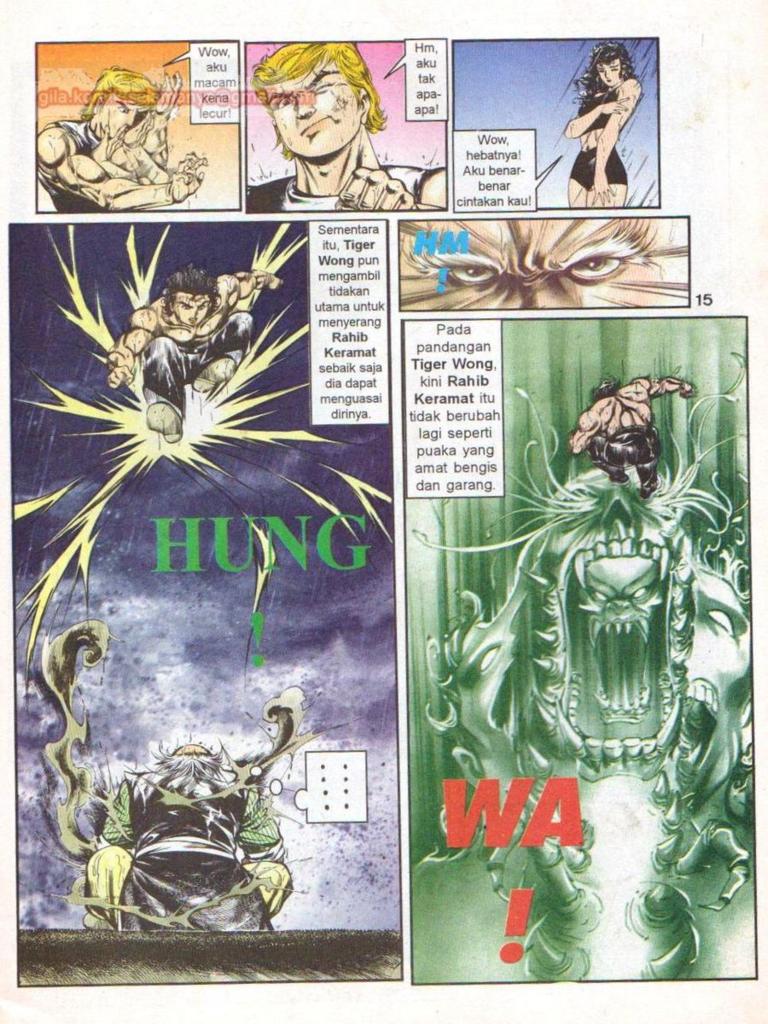 Wow,
aku
macam
kena
lecur!
Hm,
aku
tak
apa-
apa!
Wow,
hebatnya!
Aku benar-
benar
cintakan kau!
Sementara
itu, Tiger
Wong pun
mengambil
tidakan
utama untuk
menyerang
Rahib
Keramat
sebaik saja
dia dapat
menguasai
dirinya.
HM
!
15
HUNG
!
Pada
pandangan
Tiger Wong,
kini Rahib
Keramat itu
tidak berubah
lagi seperti
puaka yang
amat bengis
dan garang.
WA
!